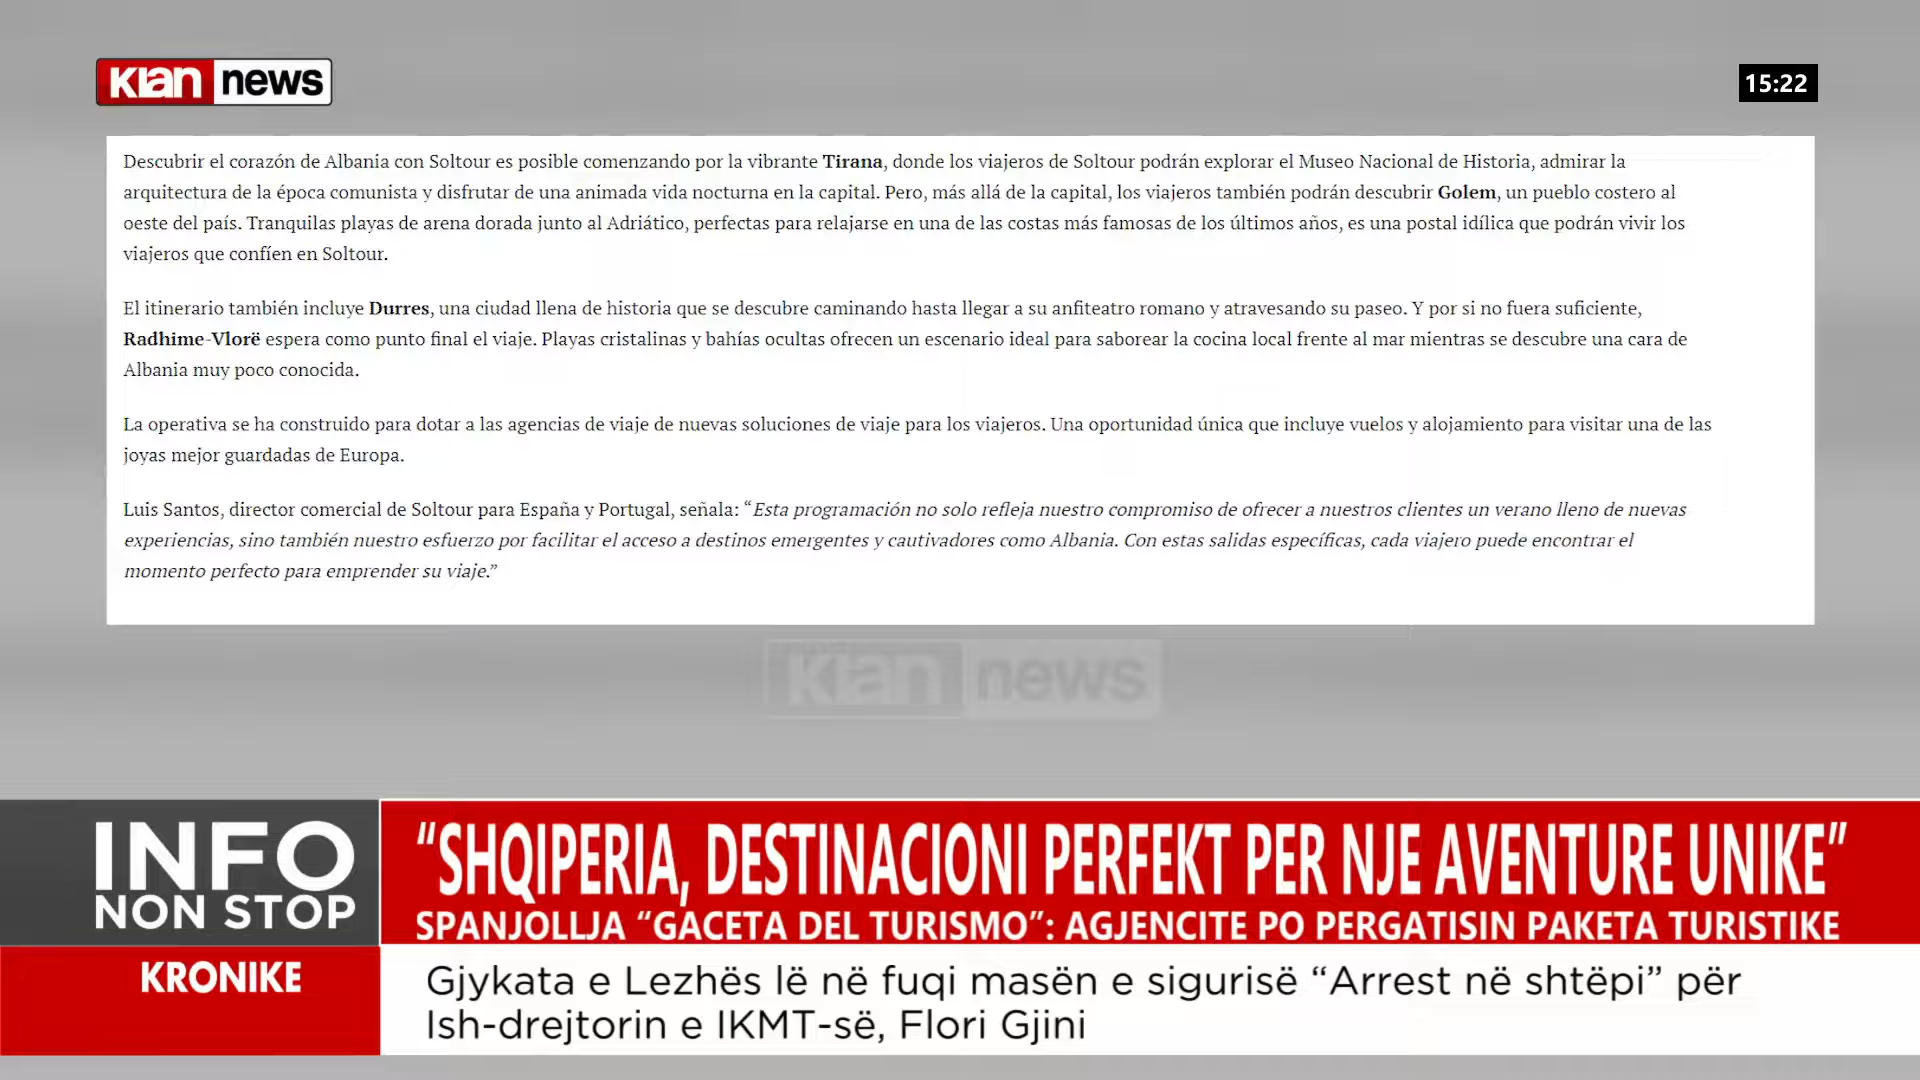 klan news
15:22
Descubrir el corazón de Albania con Soltour es posible comenzando por la vibrante Tirana, donde los viajeros de Soltour podrán explorar el Museo Nacional de Historia, admirar la
arquitectura de la época comunista y disfrutar de una animada vida nocturna en la capital. Pero, más allá de la capital, los viajeros también podrán descubrir Golem, un pueblo costero al
oeste del país. Tranquilas playas de arena dorada junto al Adriático, perfectas para relajarse en una de las costas más famosas de los últimos años, es una postal idílica que podrán vivir los
viajeros que confíen en Soltour.
El itinerario también incluye Durres, una ciudad llena de historia que se descubre caminando hasta llegar a su anfiteatro romano y atravesando su paseo. Y por si no fuera suficiente,
Radhime-Vlorë espera como punto final el viaje. Playas cristalinas y bahías ocultas ofrecen un escenario ideal para saborear la cocina local frente al mar mientras se descubre una cara de
Albania muy poco conocida.
La operativa se ha construido para dotar a las agencias de viaje de nuevas soluciones de viaje para los viajeros. Una oportunidad única que incluye vuelos y alojamiento para visitar una de las
joyas mejor guardadas de Europa.
Luis Santos, director comercial de Soltour para España y Portugal, señala: “Esta programación no solo refleja nuestro compromiso de ofrecer a nuestros clientes un verano lleno de nuevas
experiencias, sino también nuestro esfuerzo por facilitar el acceso a destinos emergentes y cautivadores como Albania. Con estas salidas específicas, cada viajero puede encontrar el
momento perfecto para emprender su viaje.”
klan news
INFO
NON STOP
“SHQIPERIA, DESTINACIONI PERFEKT PER NJE AVENTURE UNIKE”
SPANJOLLJA “GACETA DEL TURISMO”: AGJENCITE PO PERGATISIN PAKETA TURISTIKE
KRONIKE
Gjykata e Lezhës lë në fuqi masën e sigurisë “Arrest në shtëpi” për
Ish-drejtorin e IKMT-së, Flori Gjini